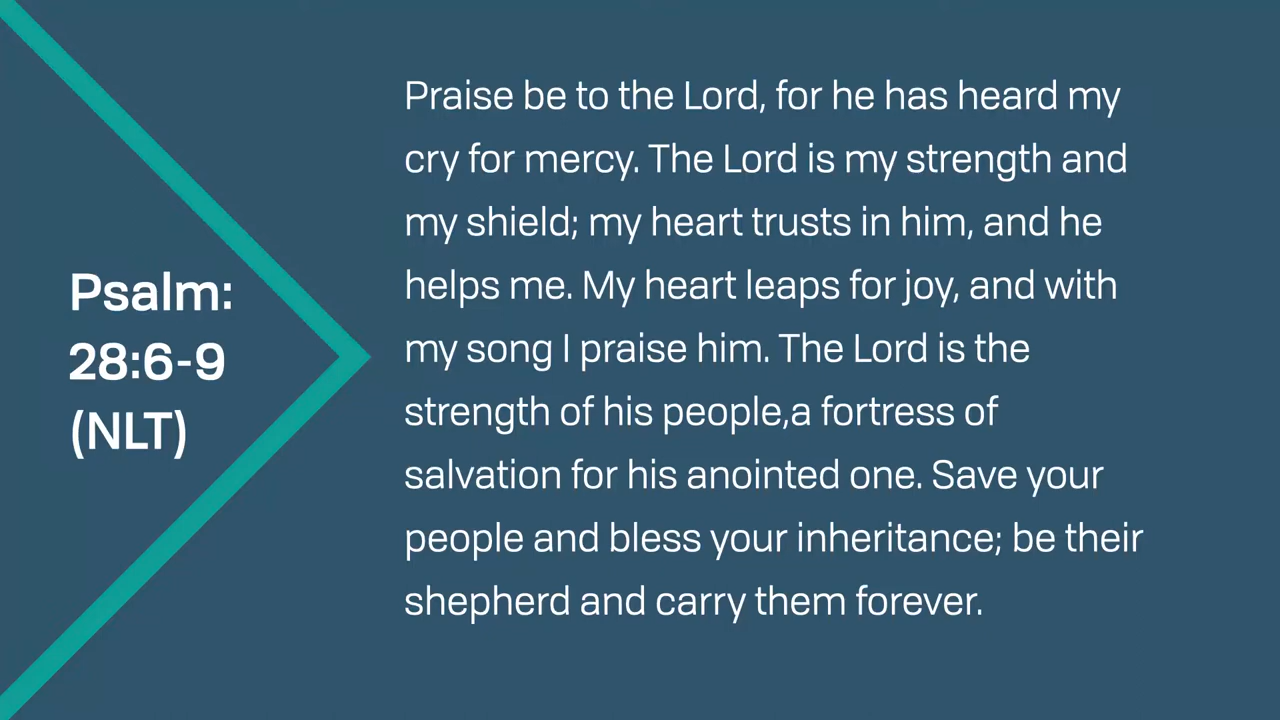 Psalm:
28:6-9
(NLT)
Praise be to the Lord, for he has heard my
cry for mercy. The Lord is my strength and
my shield; my heart trusts in him, and he
helps me. My heart leaps for joy, and with
my song I praise him. The Lord is the
strength of his people,a fortress of
salvation for his anointed one. Save your
people and bless your inheritance; be their
shepherd and carry them forever.